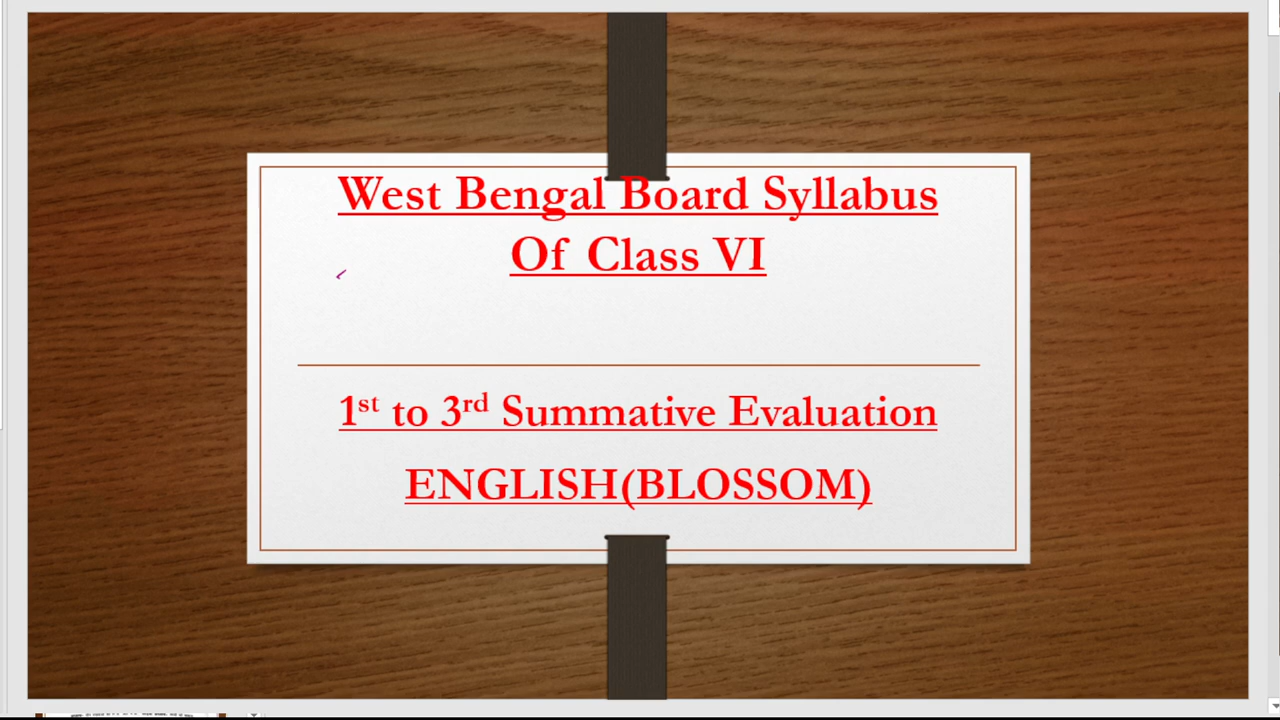 West Bengal Board Syllabus
Of Class VI
1st to 3rd Summative Evaluation
ENGLISH(BLOSSOM)